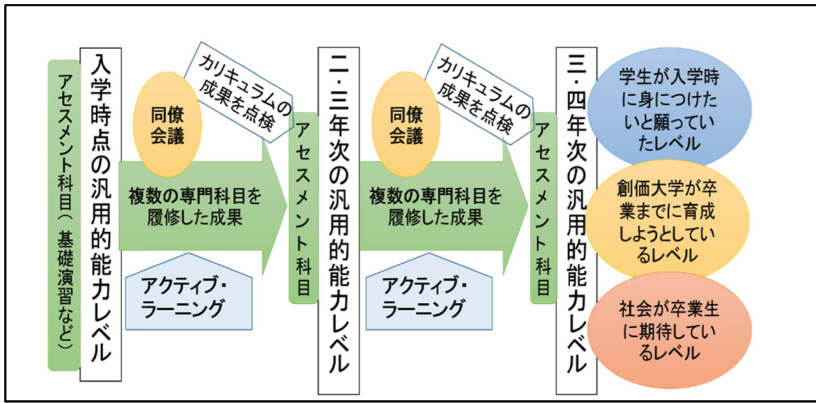 アセスメント科目（基礎演習など）
入学時点の汎用的能力レベル
同僚
会議
カリキュラムの
成果を点検
複数の専門科目を
履修した成果
アクティブ・
ラーニング
アセスメント科目
二・三年次の汎用的能力レベル
同僚
会議
カリキュラムの
成果を点検
複数の専門科目を
履修した成果
アクティブ・
ラーニング
アセスメント科目
三・四年次の汎用的能力レベル
学生が入学時
に身につけた
いと願ってい
たレベル
創価大学が卒
業までに育成
しようとしてい
るレベル
社会が卒業生
に期待してい
るレベル